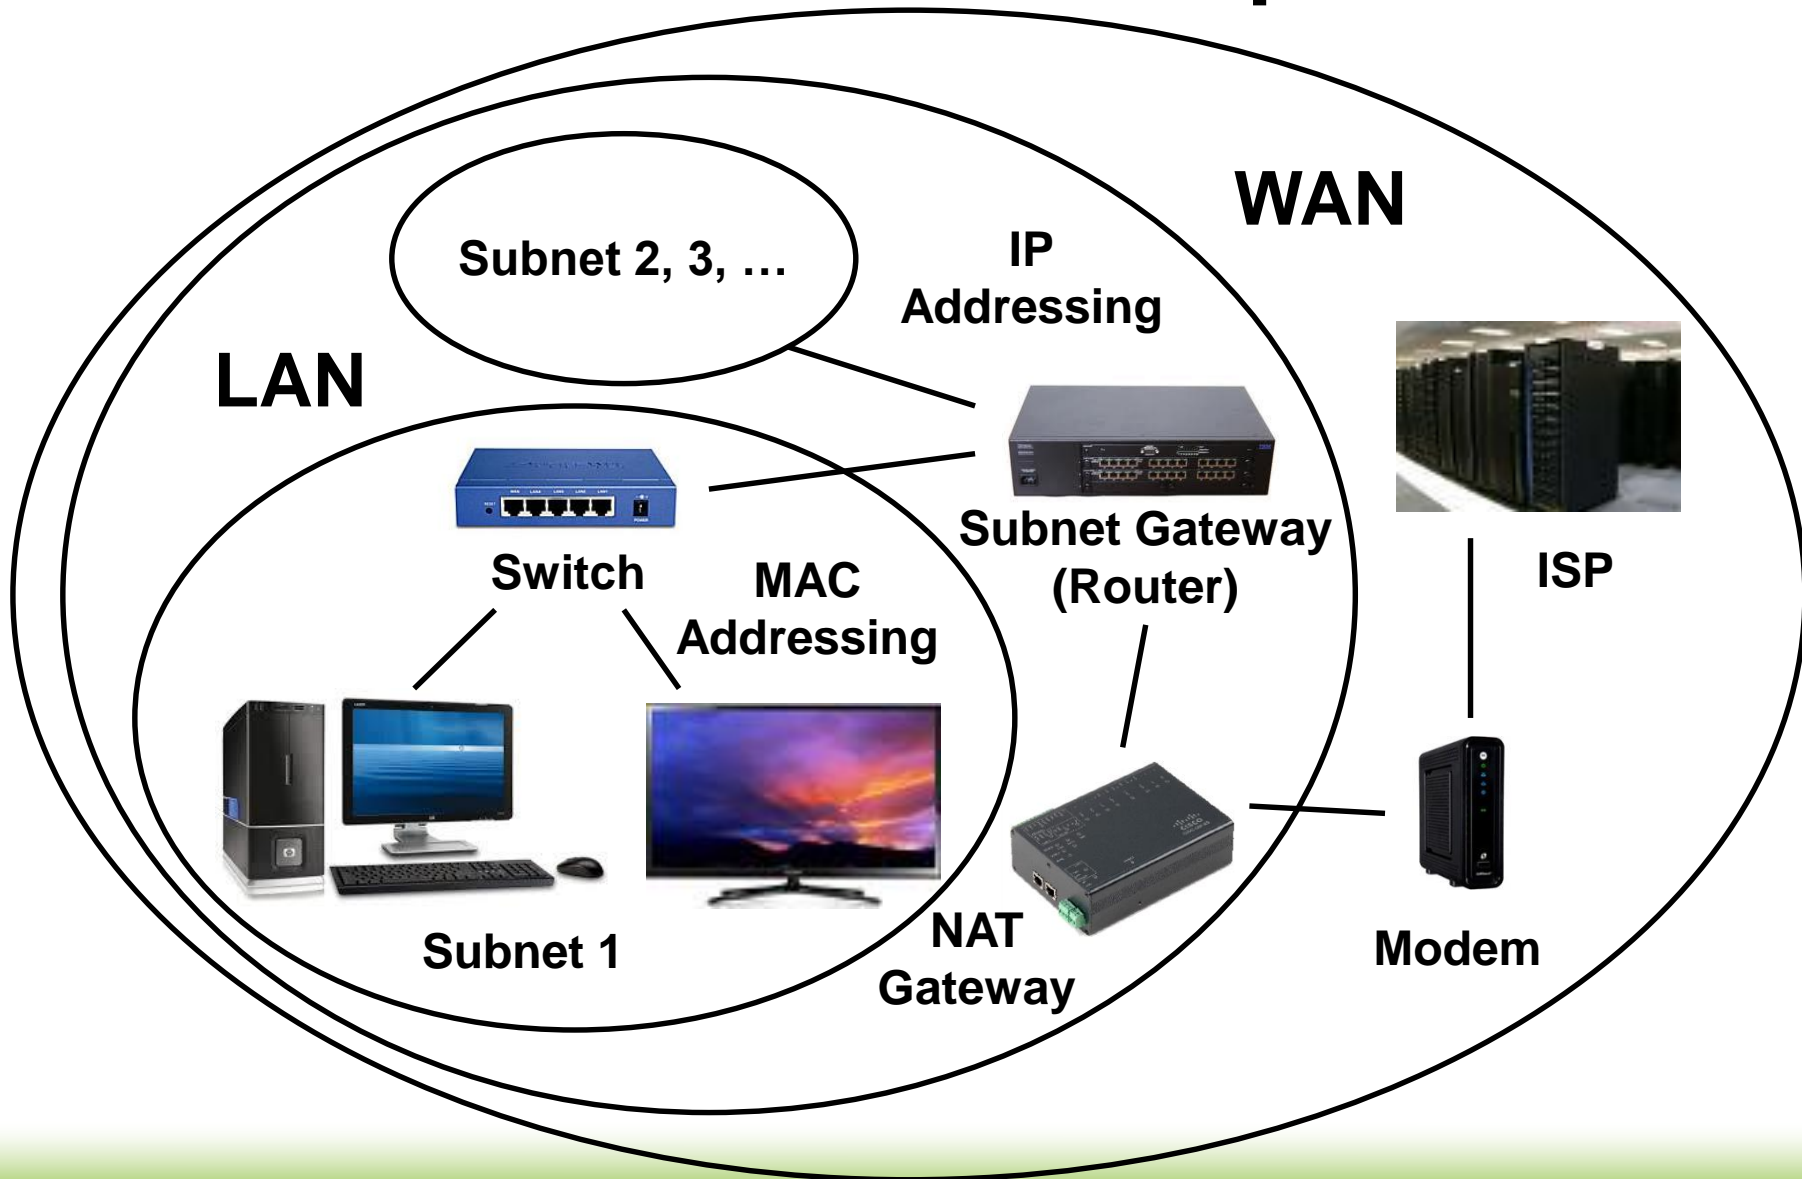 WAN
Subnet 2, 3, …
IP
Addressing
LAN
Switch
MAC
Addressing
Subnet Gateway
(Router)
ISP
Subnet 1
NAT
Gateway
Modem
CISCO